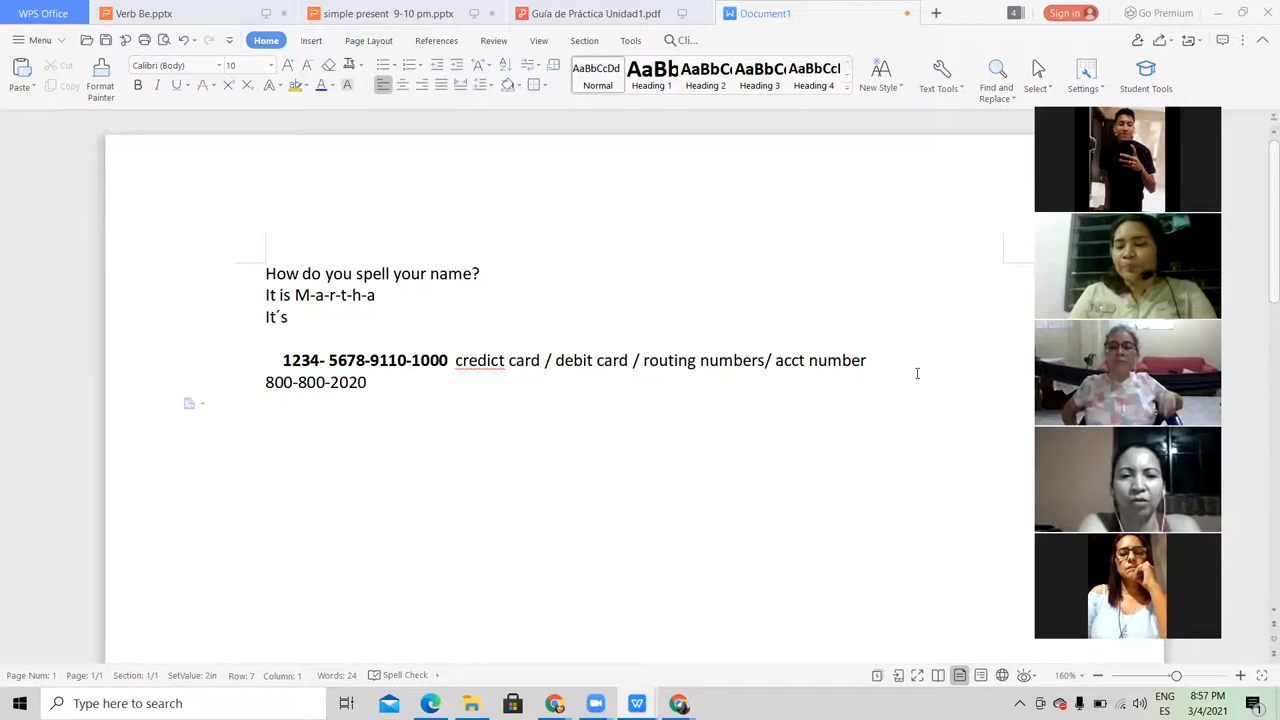 WPS Office
Verb Be.pptx
simple present 9-10 pm.pptx
Guía de Práctica Unidad1.pdf
Document1
4
Sign in
Go Premium
Menu
Home
Insert
References
Review
View
Section
Tools
Cli...
Paste
Cut
Copy
Format Painter
Calibri (Body)
10
AaBbCcDd
Normal
AaBb
Heading 1
AaBbC
Heading 2
AaBbC
Heading 3
AaBbCcI
Heading 4
New Style
Text Tools
Find and Replace
Select
Settings
Student Tools
How do you spell your name?
It is M-a-r-t-h-a
It´s
1234- 5678-9110-1000 credict card / debit card / routing numbers/ acct number
800-800-2020
Page Num: 1 Page: 1/1 Section: 1/1 Row: 7 Column: 1 Words: 24 Spell Check
160%
Type here to search
ENG
ES
8:57 PM
3/4/2021
1